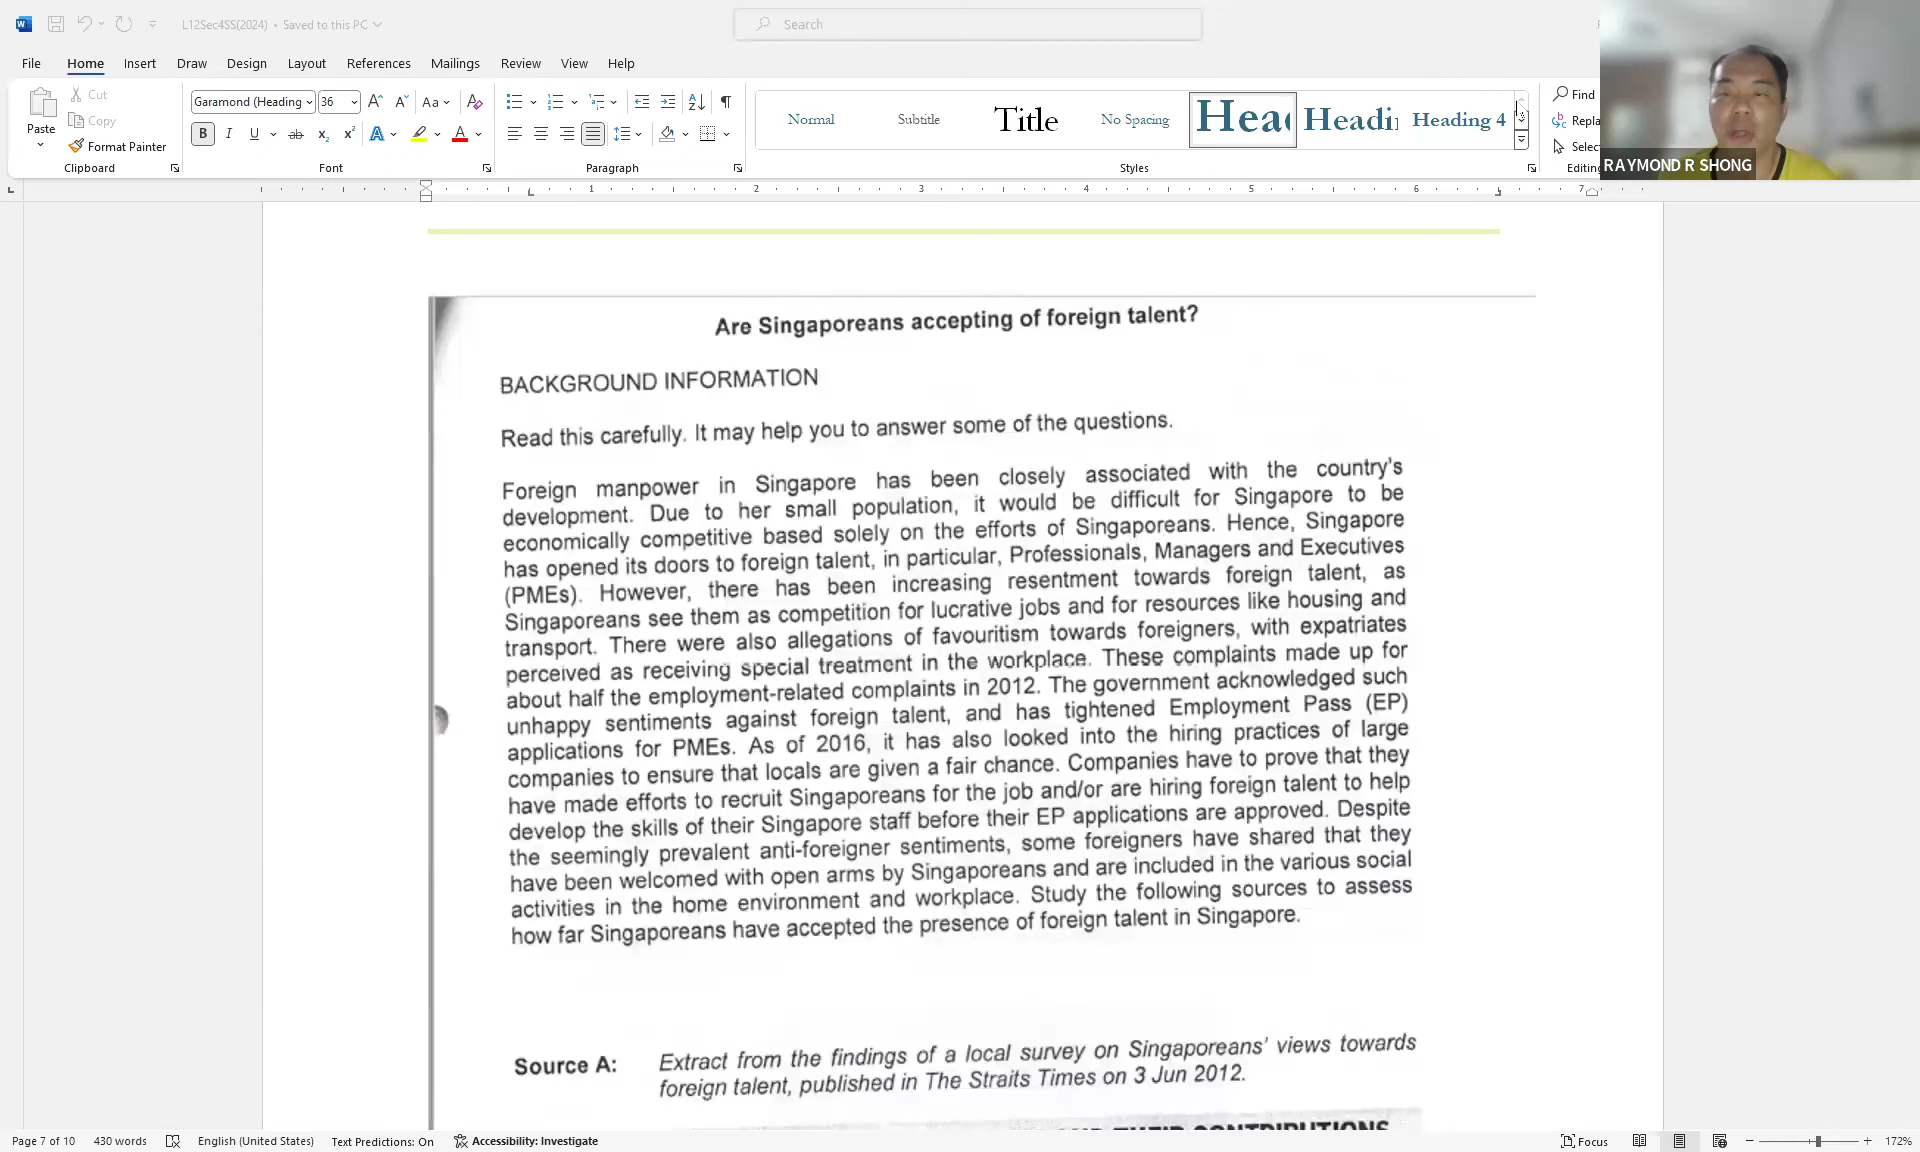 L12Sec4SS(2024) • Saved to this PC
Search
File Home Insert Draw Design Layout References Mailings Review View Help
Paste
Cut
Copy
Format Painter
Clipboard
Garamond (Heading 36
Font
Paragraph
Normal Subtitle Title No Spacing Head Headi Heading 4
Styles
Find
Repla
Selec
Editing
RAYMOND R SHONG
1 2 3 4 5 6 7
Are Singaporeans accepting of foreign talent?
BACKGROUND INFORMATION
Read this carefully. It may help you to answer some of the questions.
Foreign manpower in Singapore has been closely associated with the country's
development. Due to her small population, it would be difficult for Singapore to be
economically competitive based solely on the efforts of Singaporeans. Hence, Singapore
has opened its doors to foreign talent, in particular, Professionals, Managers and Executives
(PMEs). However, there has been increasing resentment towards foreign talent, as
Singaporeans see them as competition for lucrative jobs and for resources like housing and
transport. There were also allegations of favouritism towards foreigners, with expatriates
perceived as receiving special treatment in the workplace. These complaints made up for
about half the employment-related complaints in 2012. The government acknowledged such
unhappy sentiments against foreign talent, and has tightened Employment Pass (EP)
applications for PMEs. As of 2016, it has also looked into the hiring practices of large
companies to ensure that locals are given a fair chance. Companies have to prove that they
have made efforts to recruit Singaporeans for the job and/or are hiring foreign talent to help
develop the skills of their Singapore staff before their EP applications are approved. Despite
the seemingly prevalent anti-foreigner sentiments, some foreigners have shared that they
have been welcomed with open arms by Singaporeans and are included in the various social
activities in the home environment and workplace. Study the following sources to assess
how far Singaporeans have accepted the presence of foreign talent in Singapore.
Source A: Extract from the findings of a local survey on Singaporeans' views towards
foreign talent, published in The Straits Times on 3 Jun 2012.
AND THEIR CONTRIBUTIONS
Page 7 of 10 430 words English (United States) Text Predictions: On Accessibility: Investigate Focus 172%